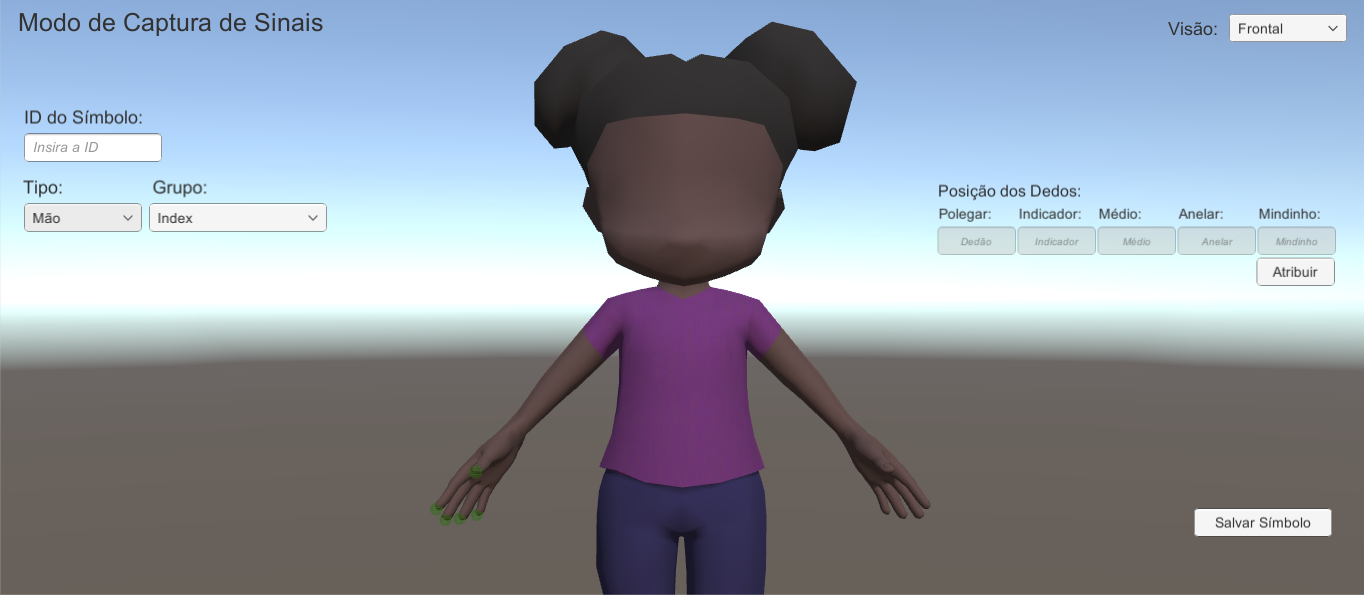 Modo de Captura de Sinais
Visão: Frontal
ID do Símbolo:
Insira a ID
Tipo: Grupo:
Mão Index
Posição dos Dedos:
Polegar: Indicador: Médio: Anelar: Mindinho:
Dedão Indicador Médio Anelar Mindinho
Atribuir
Salvar Símbolo